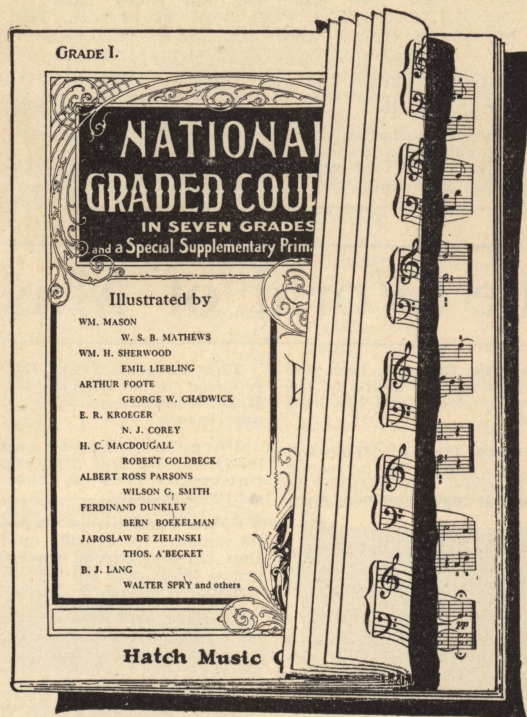 GRADE I.
NATIONAL
GRADED COUR
IN SEVEN GRADES
and a Special Supplementary Prim
Illustrated by
WM. MASON
W. S. B. MATHEWS
WM. H. SHERWOOD
EMIL LIEBLING
ARTHUR FOOTE
GEORGE W. CHADWICK
E. R. KROEGER
N. J. COREY
H. C. MACDOUGALL
ROBERT GOLDBECK
ALBERT ROSS PARSONS
WILSON G. SMITH
FERDINAND DUNKLEY
BERN BOEKELMAN
JAROSLAW DE ZIELINSKI
THOS. A'BECKET
B. J. LANG
WALTER SPRY and others
Hatch Music
pp